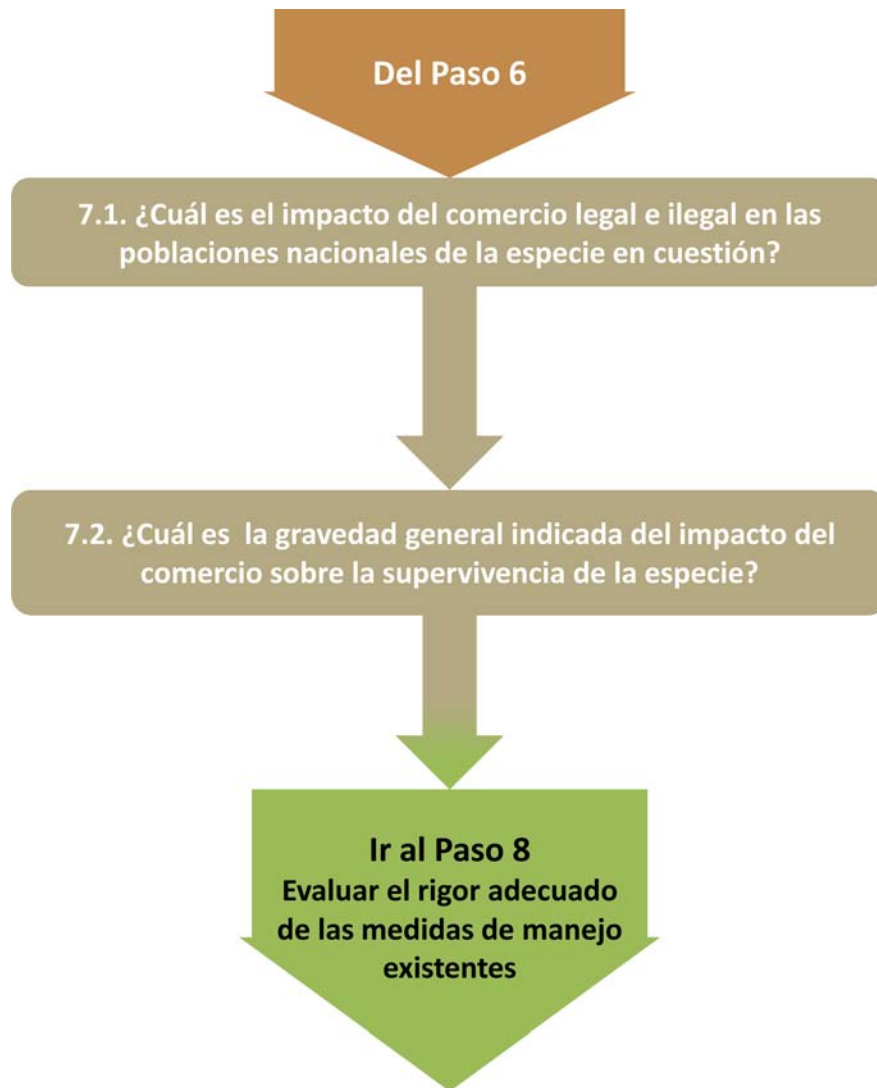 Del Paso 6
7.1. ¿Cuál es el impacto del comercio legal e ilegal en las
poblaciones nacionales de la especie en cuestión?
7.2. ¿Cuál es  la gravedad general indicada del impacto del
comercio sobre la supervivencia de la especie?
Ir al Paso 8
Evaluar el rigor adecuado
de las medidas de manejo
existentes